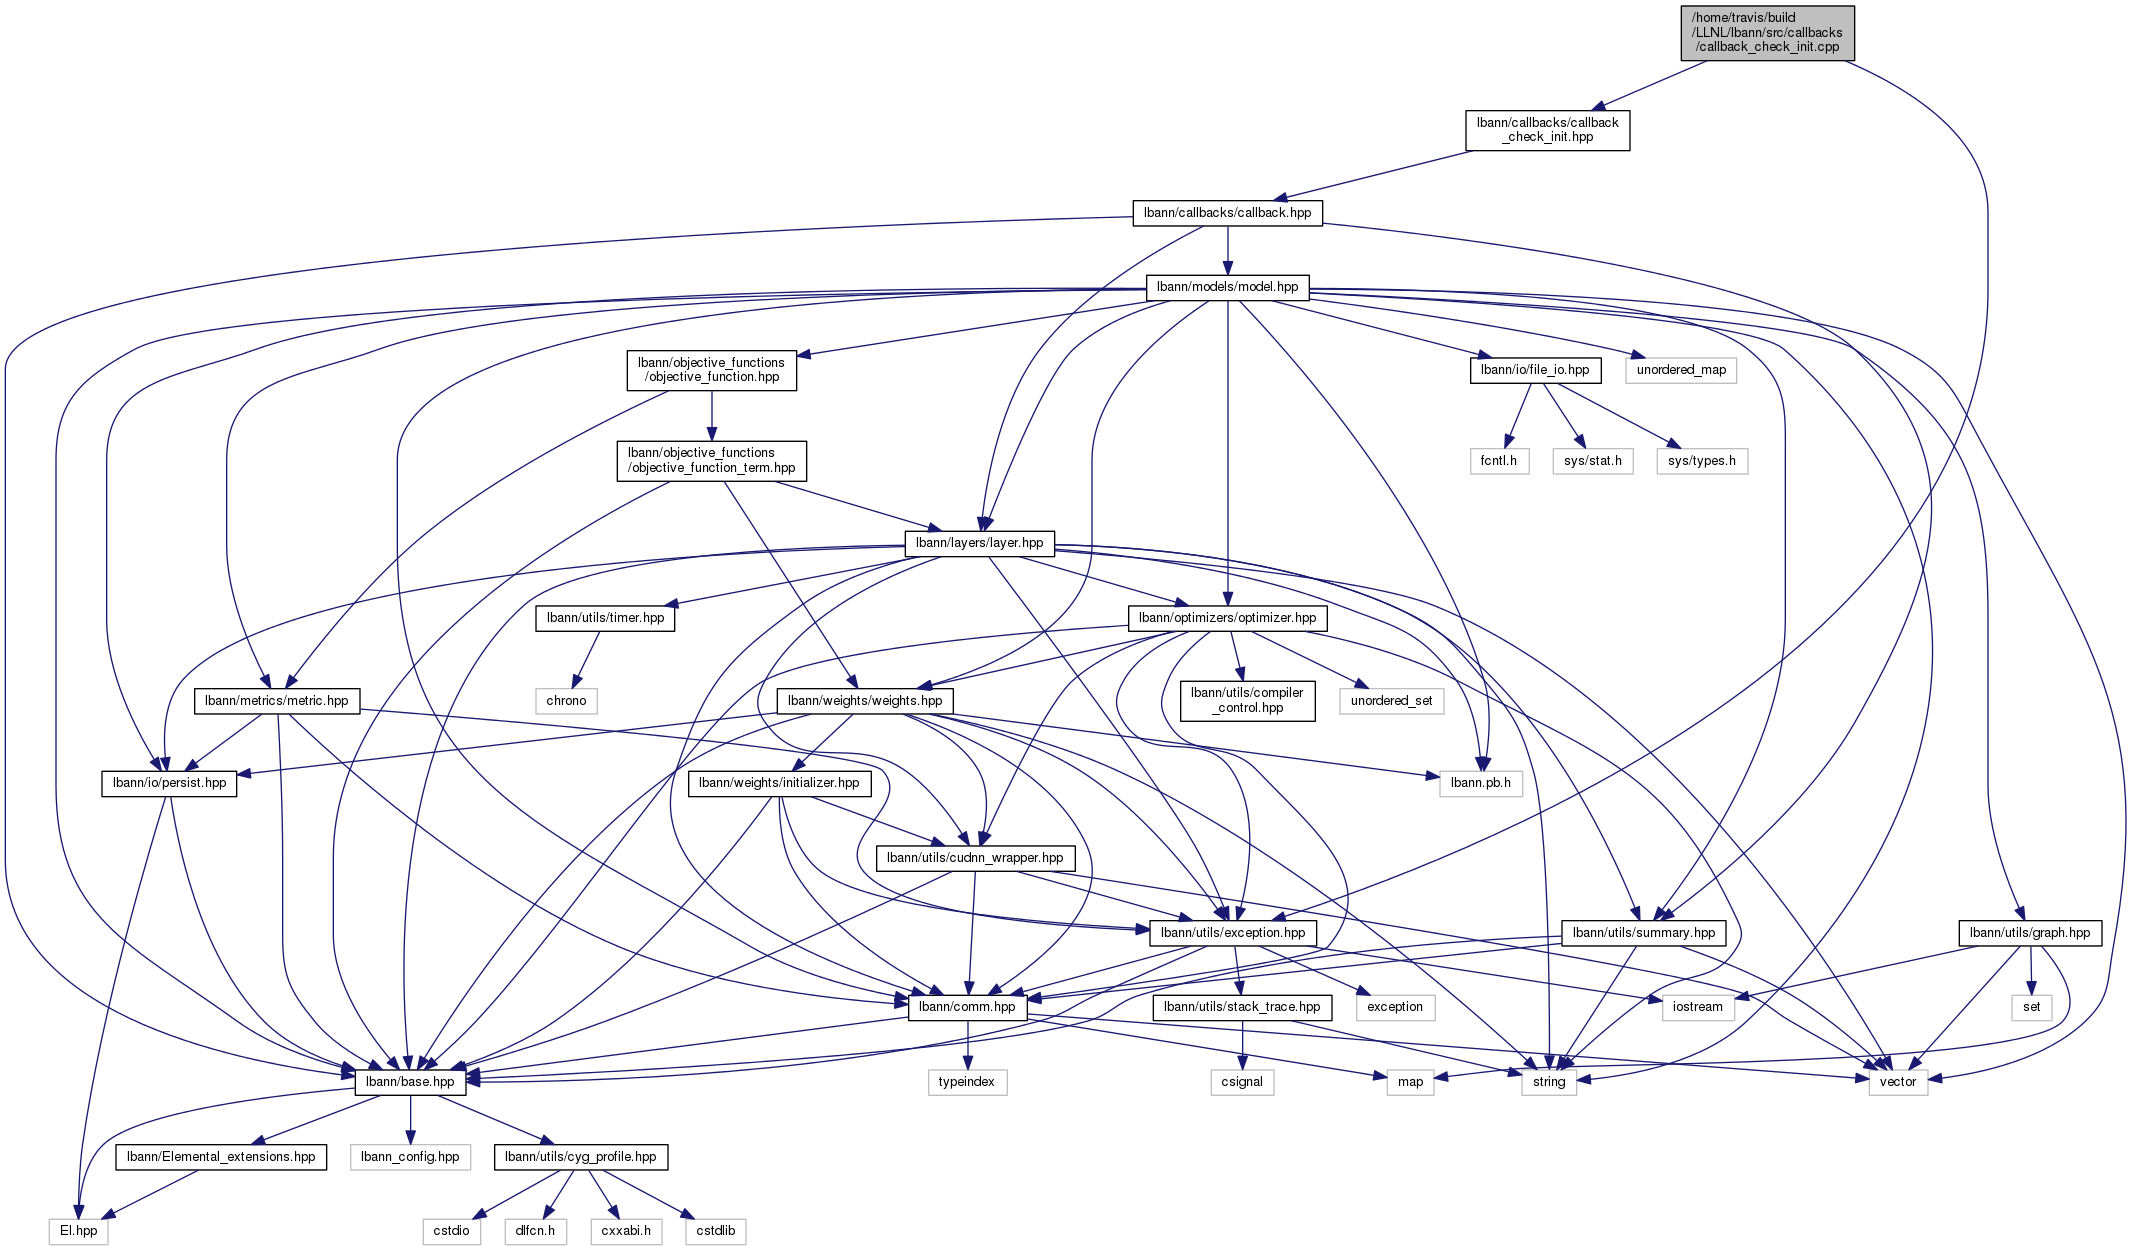 /home/travis/build
/LLNL/lbann/src/callbacks
/callback_check_init.cpp
lbann/callbacks/callback
_check_init.hpp
lbann/callbacks/callback.hpp
lbann/models/model.hpp
lbann/objective_functions
/objective_function.hpp
lbann/io/file_io.hpp
unordered_map
lbann/objective_functions
/objective_function_term.hpp
fcntl.h
sys/stat.h
sys/types.h
lbann/layers/layer.hpp
lbann/utils/timer.hpp
lbann/optimizers/optimizer.hpp
lbann/metrics/metric.hpp
chrono
lbann/weights/weights.hpp
lbann/utils/compiler
_control.hpp
unordered_set
lbann/io/persist.hpp
lbann/weights/initializer.hpp
lbann.pb.h
lbann/utils/cudnn_wrapper.hpp
lbann/utils/exception.hpp
lbann/utils/summary.hpp
lbann/utils/graph.hpp
lbann/comm.hpp
lbann/utils/stack_trace.hpp
exception
iostream
set
lbann/base.hpp
typeindex
csignal
map
string
vector
lbann/Elemental_extensions.hpp
lbann_config.hpp
lbann/utils/cyg_profile.hpp
El.hpp
cstdio
dlfcn.h
cxxabi.h
cstdlib